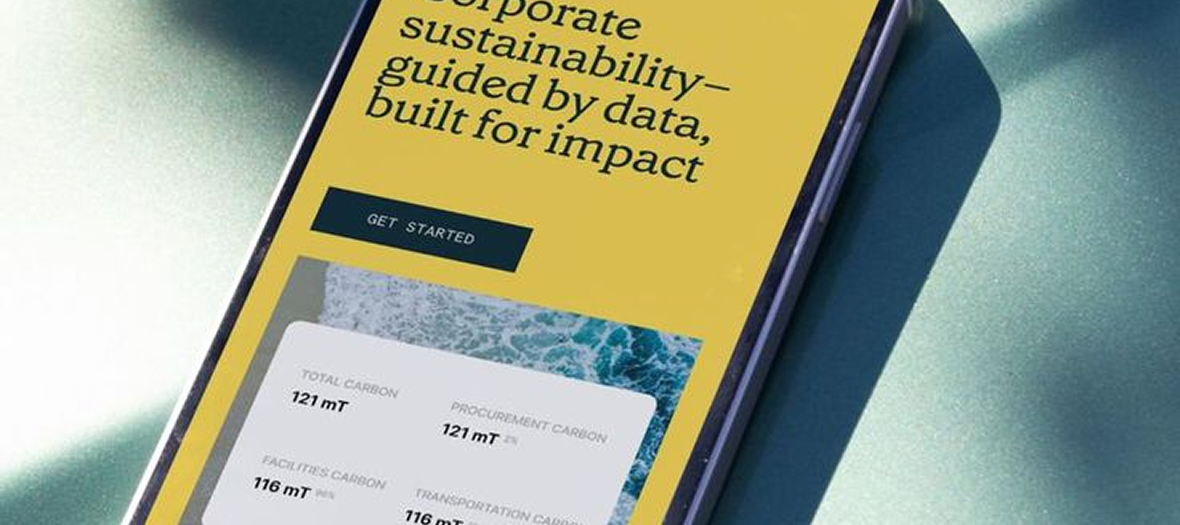 Corporate
sustainability–
guided by data,
built for impact
GET STARTED
TOTAL CARBON
121 mT
PROCUREMENT CARBON
121 mT 2%
FACILITIES CARBON
116 mT 96%
TRANSPORTATION CARBON
116 mT